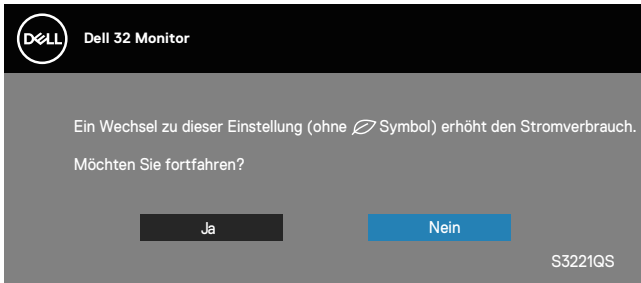 DELL
Dell 32 Monitor
Ein Wechsel zu dieser Einstellung (ohne Symbol) erhöht den Stromverbrauch.
Möchten Sie fortfahren?
Ja
Nein
S3221QS